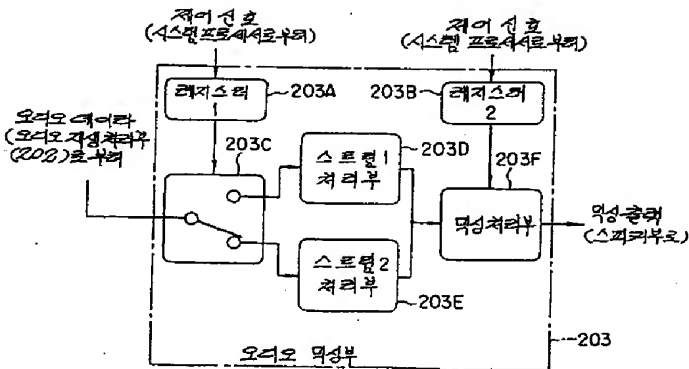 제어 신호
(시스템 프로세서로부터)
제어 신호
(시스템 프로세서로부터)
레지스터
1
203A
203B
레지스터
2
오디오 데이타
(오디오 재생처리부
(202)로부터
203C
스트림1
처리부
203D
203F
믹싱처리부
믹싱 출력
(스피커부로)
스트림2
처리부
203E
203
오디오 믹싱부